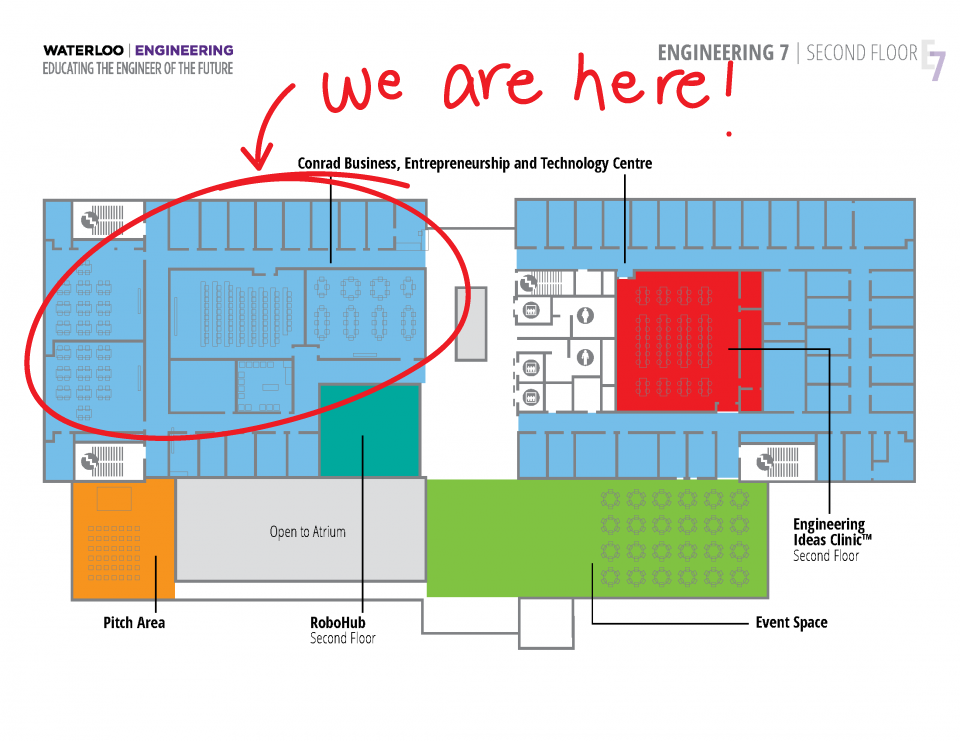 WATERLOO | ENGINEERING
EDUCATING THE ENGINEER OF THE FUTURE
ENGINEERING 7 | SECOND FLOOR E7
we are here!
Conrad Business, Entrepreneurship and Technology Centre
Open to Atrium
Engineering
Ideas Clinic™
Second Floor
Pitch Area
RoboHub
Second Floor
Event Space